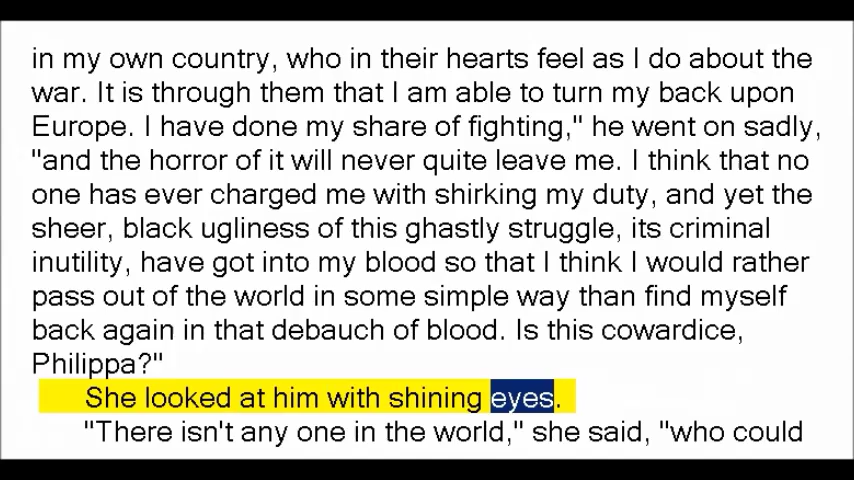 in my own country, who in their hearts feel as I do about the
war. It is through them that I am able to turn my back upon
Europe. I have done my share of fighting," he went on sadly,
"and the horror of it will never quite leave me. I think that no
one has ever charged me with shirking my duty, and yet the
sheer, black ugliness of this ghastly struggle, its criminal
inutility, have got into my blood so that I think I would rather
pass out of the world in some simple way than find myself
back again in that debauch of blood. Is this cowardice,
Philippa?"
She looked at him with shining eyes.
"There isn't any one in the world," she said, "who could